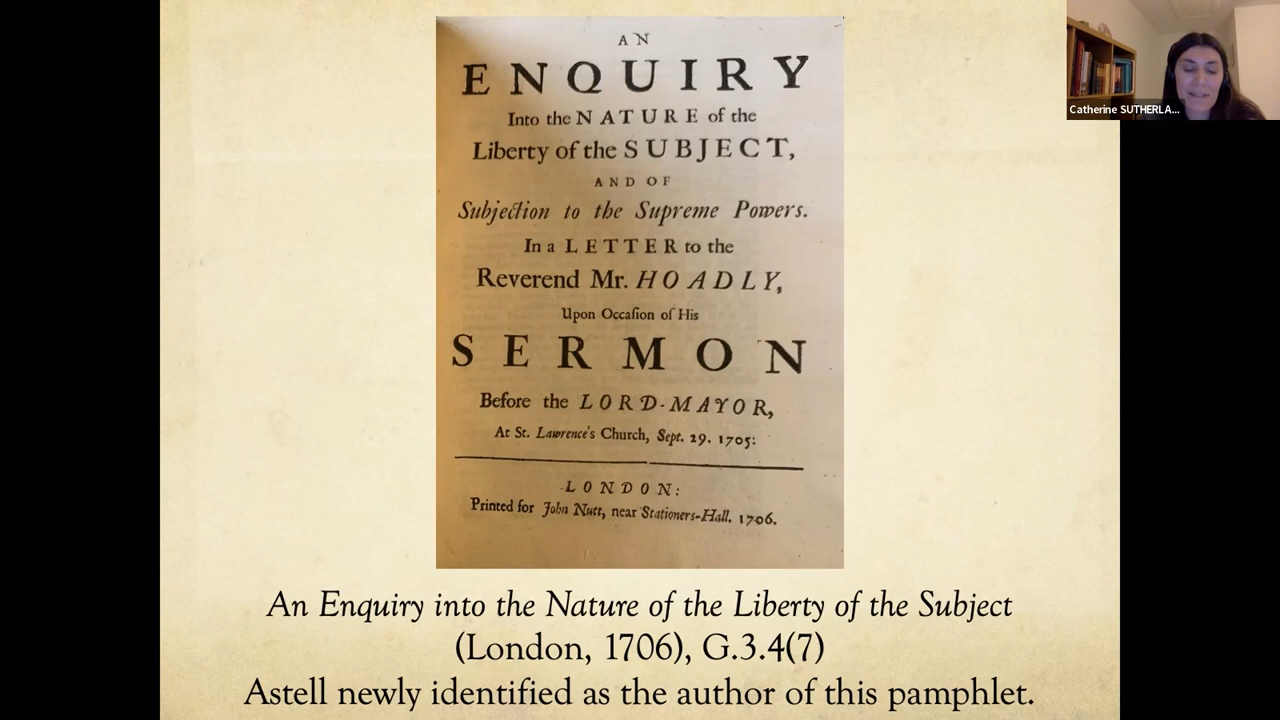 AN
ENQUIRY
Into the NATURE of the
Liberty of the SUBJECT,
AND OF
Subjection to the Supreme Powers.
In a LETTER to the
Reverend Mr. HOADLY,
Upon Occaſion of His
SERMON
Before the LORD-MAYOR,
At St. Lawrence's Church, Sept. 29. 1705:
LONDON:
Printed for John Nutt, near Stationers-Hall. 1706.
An Enquiry into the Nature of the Liberty of the Subject
(London, 1706), G.3.4(7)
Astell newly identified as the author of this pamphlet.
Catherine SUTHERLA...